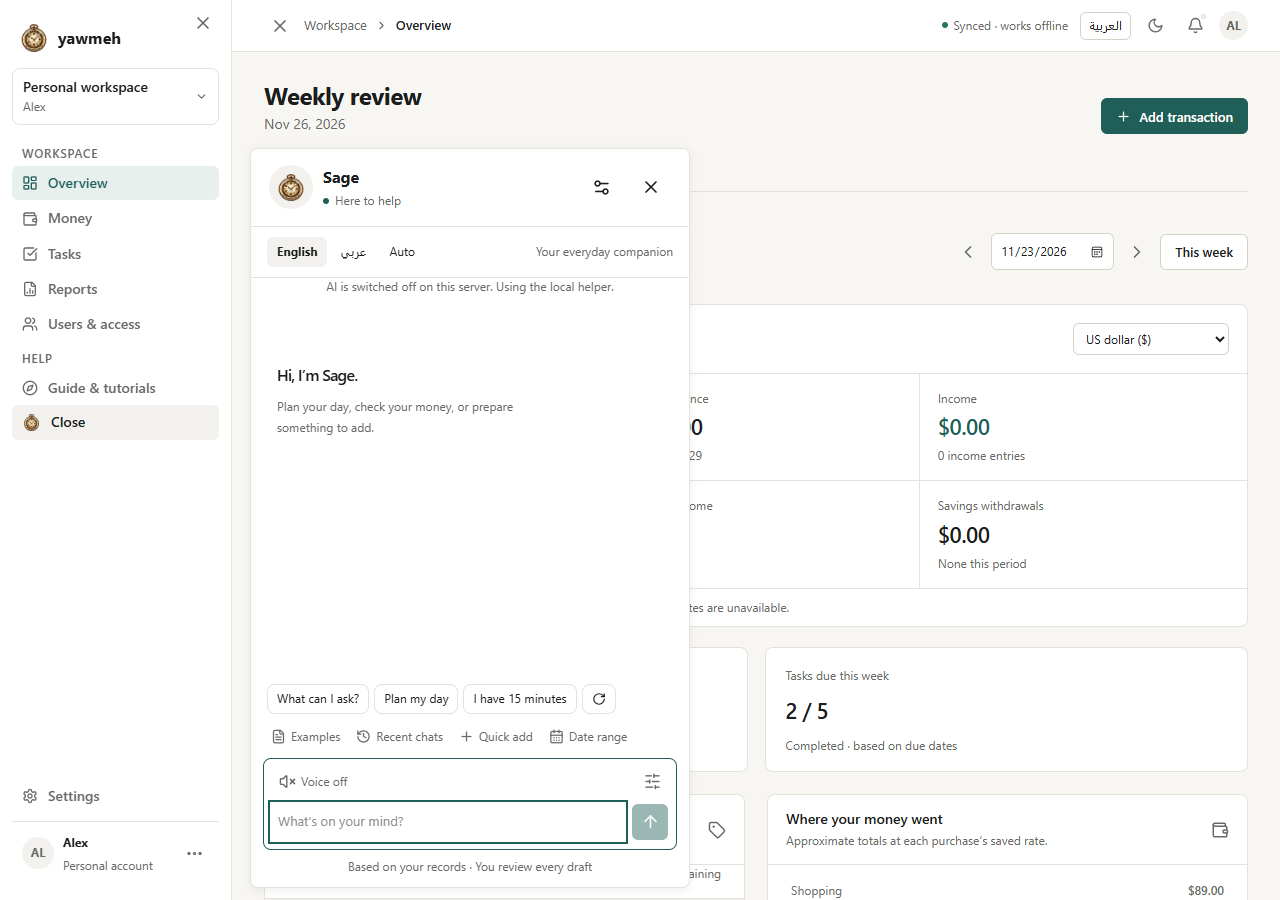 yawmeh
Personal workspace
Alex
WORKSPACE
Overview
Money
Tasks
Reports
Users & access
HELP
Guide & tutorials
Close
Settings
AL
Alex
Personal account
Workspace
Overview
Synced · works offline
العربية
AL
Weekly review
Nov 26, 2026
Add transaction
Sage
Here to help
English
عربي
Auto
Your everyday companion
AI is switched off on this server. Using the local helper.
Hi, I’m Sage.
Plan your day, check your money, or prepare
something to add.
What can I ask?
Plan my day
I have 15 minutes
Examples
Recent chats
Quick add
Date range
Voice off
What’s on your mind?
Based on your records · You review every draft
11/23/2026
This week
US dollar ($)
Income
$0.00
29
0 income entries
Savings withdrawals
$0.00
None this period
are unavailable.
Tasks due this week
2 / 5
Completed · based on due dates
Where your money went
Approximate totals at each purchase’s saved rate.
Shopping
$89.00